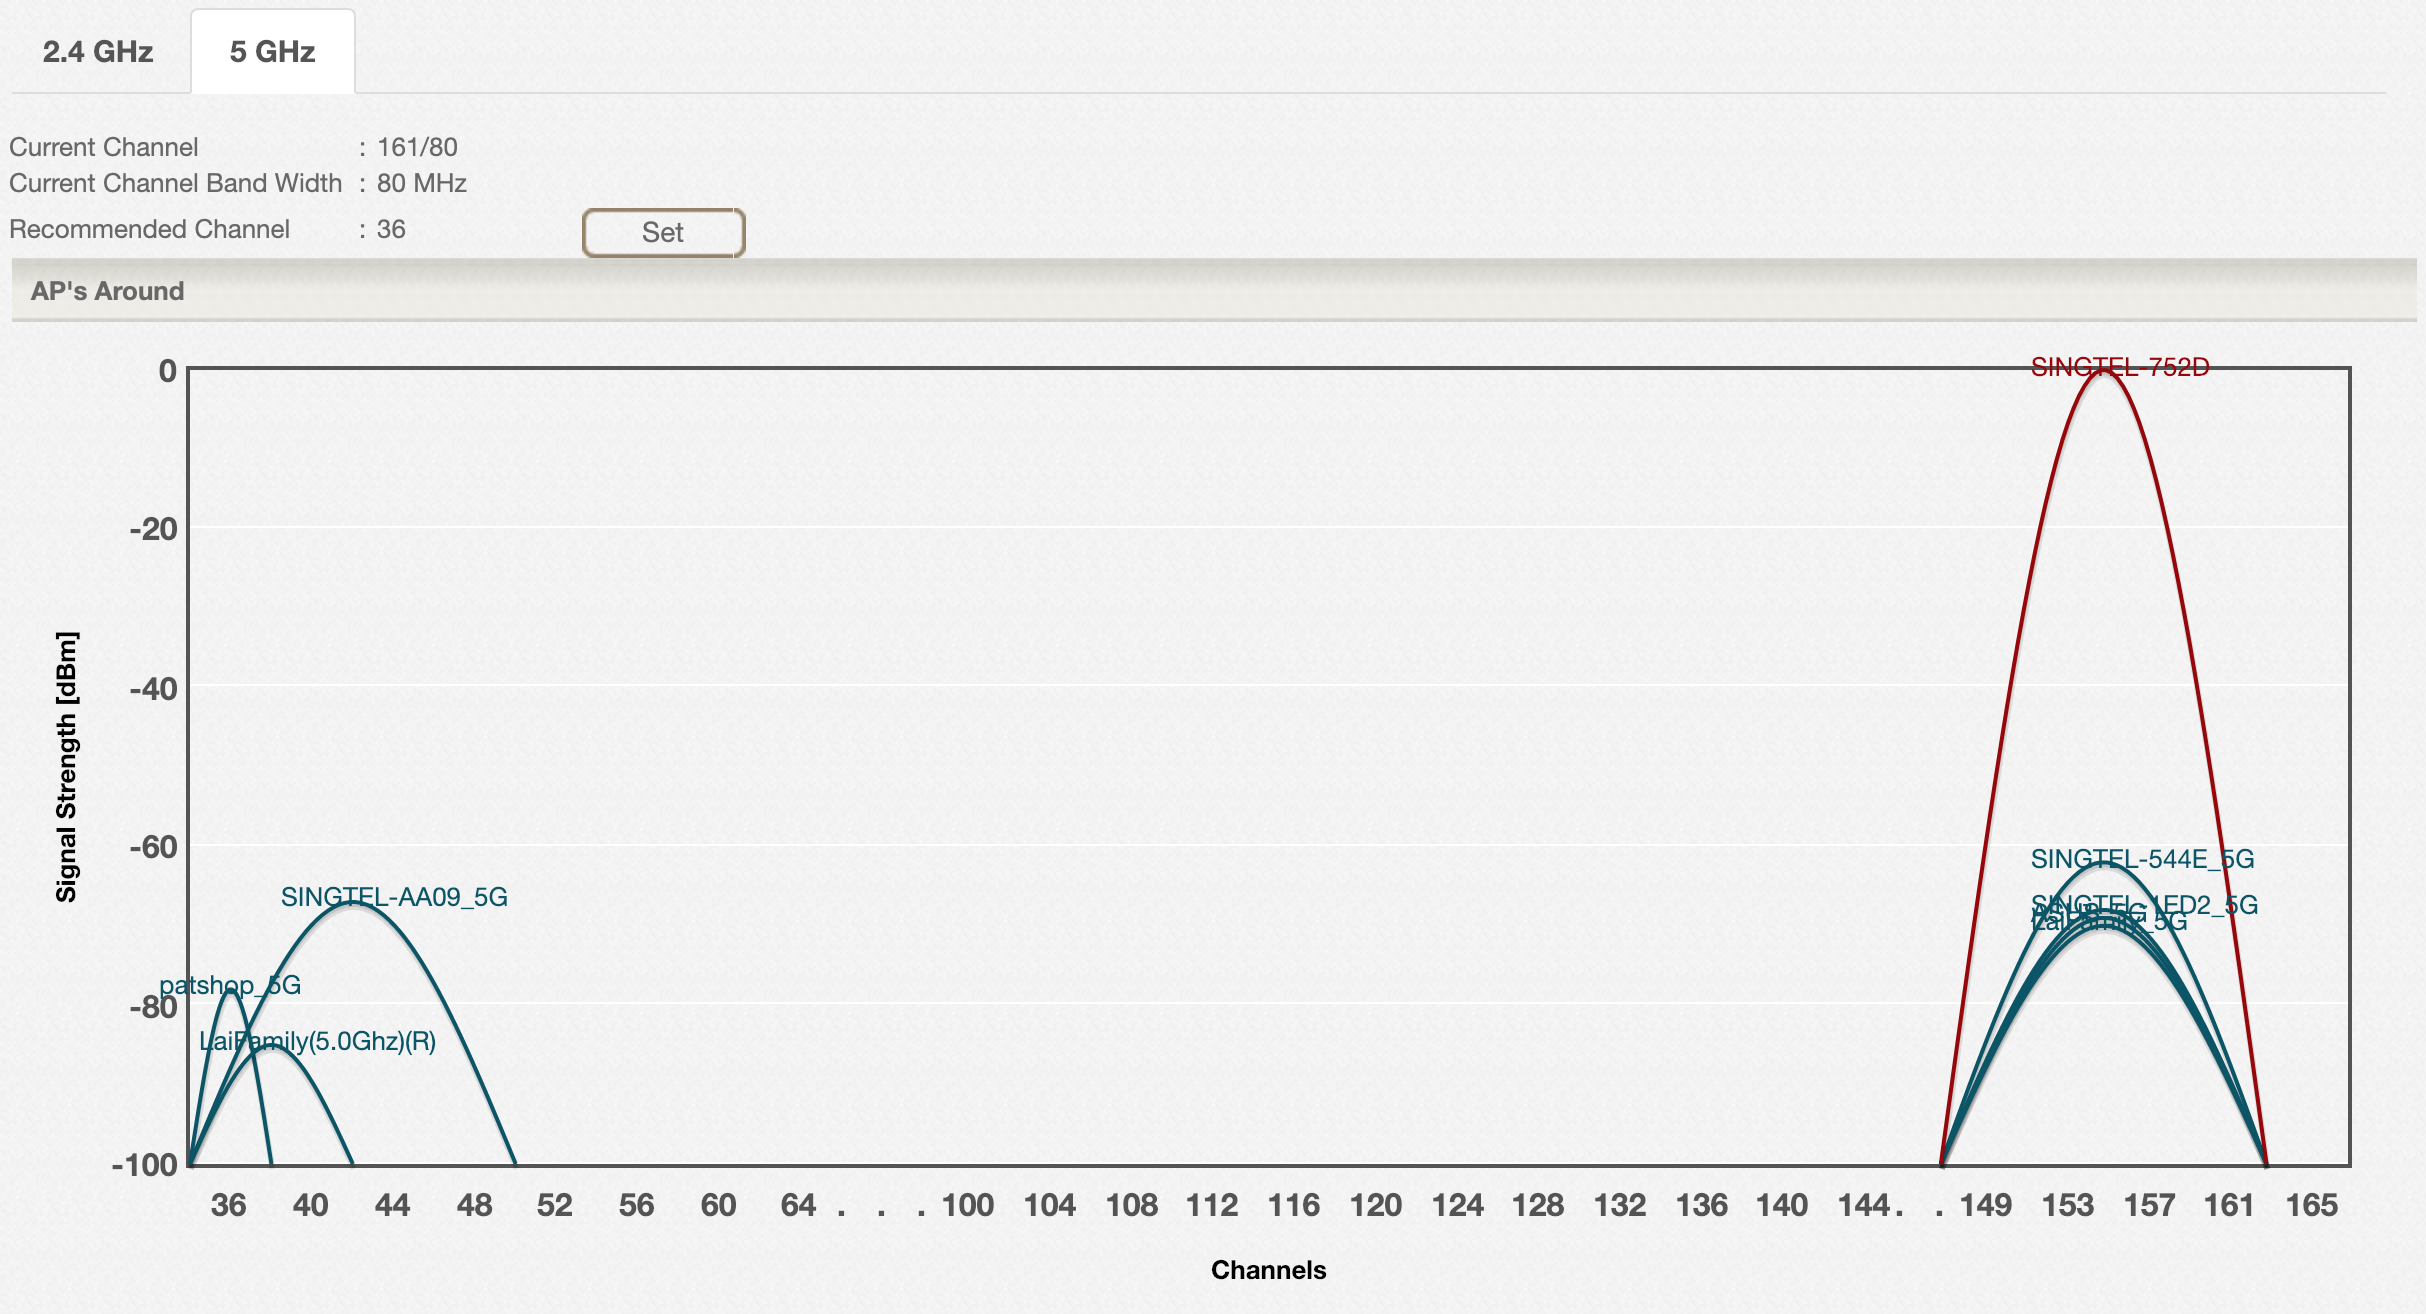 2.4 GHz 5 GHz
Current Channel : 161/80
Current Channel Band Width : 80 MHz
Recommended Channel : 36 Set
AP's Around
0
-20
-40
-60
-80
-100
Signal Strength [dBm]
SINGTEL-752D
SINGTEL-544E_5G
SINGTEL-1ED2_5G
LaiFamily_5G
SINGTEL-AA09_5G
patshop_5G
LaiFamily(5.0Ghz)(R)
36 40 44 48 52 56 60 64 . . . 100 104 108 112 116 120 124 128 132 136 140 144 . . 149 153 157 161 165
Channels